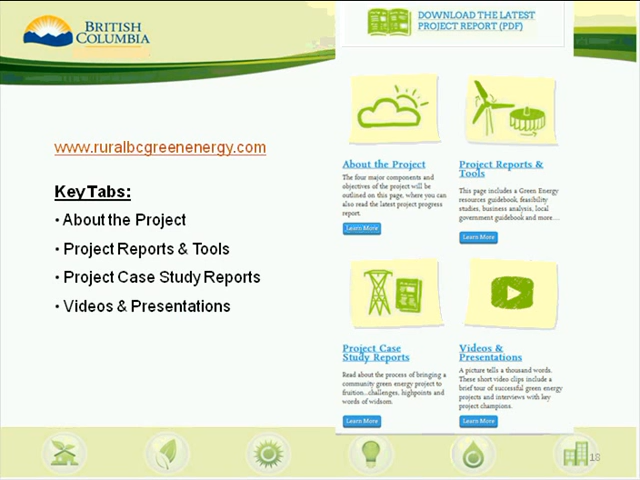 BRITISH
COLUMBIA
DOWNLOAD THE LATEST
PROJECT REPORT (PDF)
www.ruralbcgreenenergy.com
Key Tabs:
• About the Project
• Project Reports & Tools
• Project Case Study Reports
• Videos & Presentations
About the Project
The four major components and
objectives of the project will be
outlined on this page, where you can
also read the latest project progress
report.
Learn More
Project Reports &
Tools
This page includes a Green Energy
resources guidebook, feasibility
studies, business analysis, local
government guidebook and more....
Learn More
Project Case
Study Reports
Read about the process of bringing a
community green energy project to
fruition...challenges, highpoints and
words of widsom.
Learn More
Videos &
Presentations
A picture tells a thousand words.
These short video clips include a
brief tour of successful green energy
projects and interviews with key
project champions.
Learn More
18